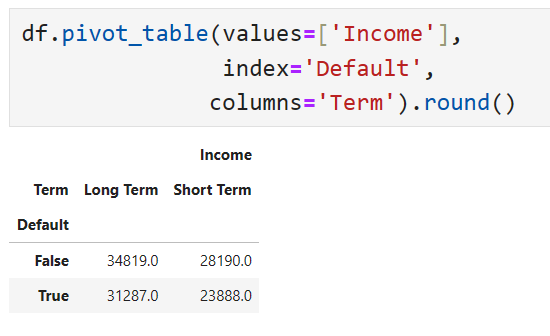 df.pivot_table(values=['Income'],
index='Default',
columns='Term').round()
Income
Term Long Term Short Term
Default
False 34819.0 28190.0
True 31287.0 23888.0